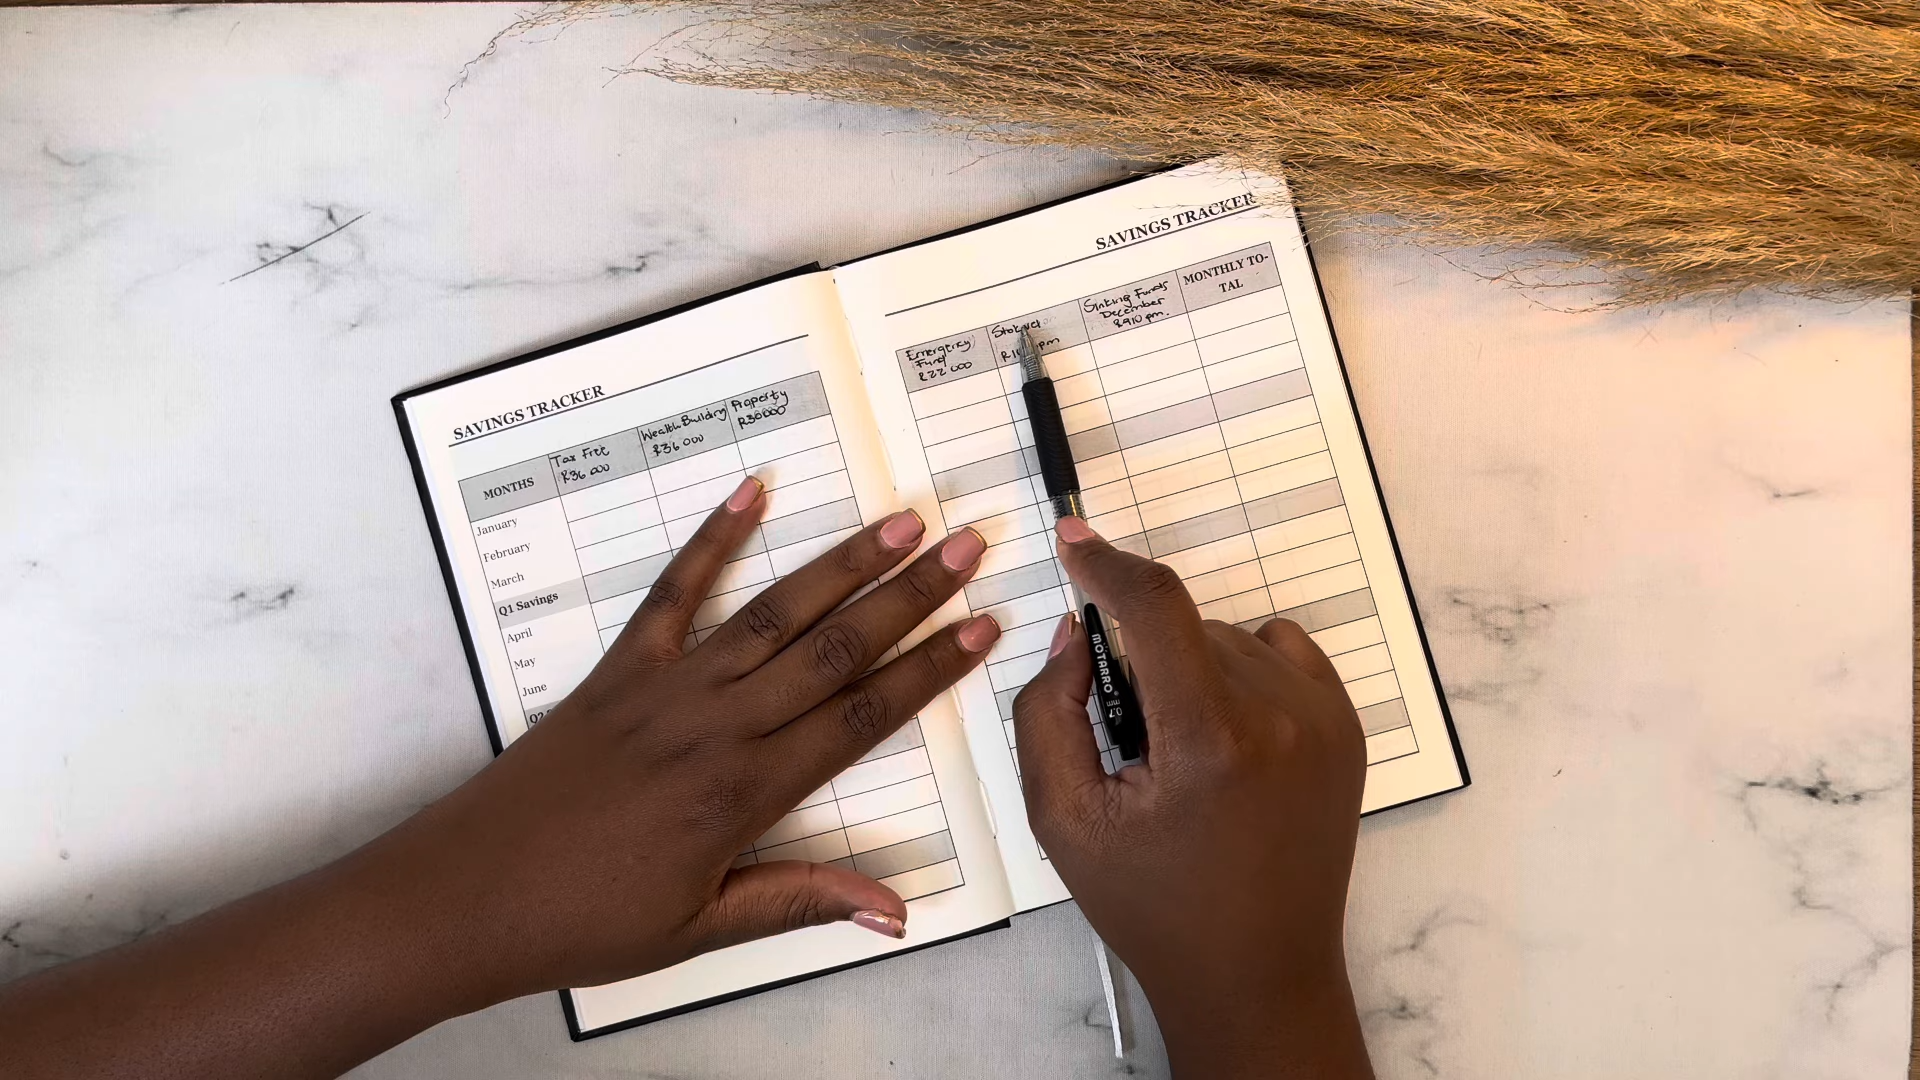 SAVINGS TRACKER
MONTHS
Tax Free
R36 000
Wealth Building
R36 000
Property
R36000
January
February
March
Q1 Savings
April
May
June
SAVINGS TRACKER
Emergency
Fund
R22 000
pm
Sinking Funds
December
R910 pm.
MONTHLY TO-
TAL
MOTARRO
0.7
mm